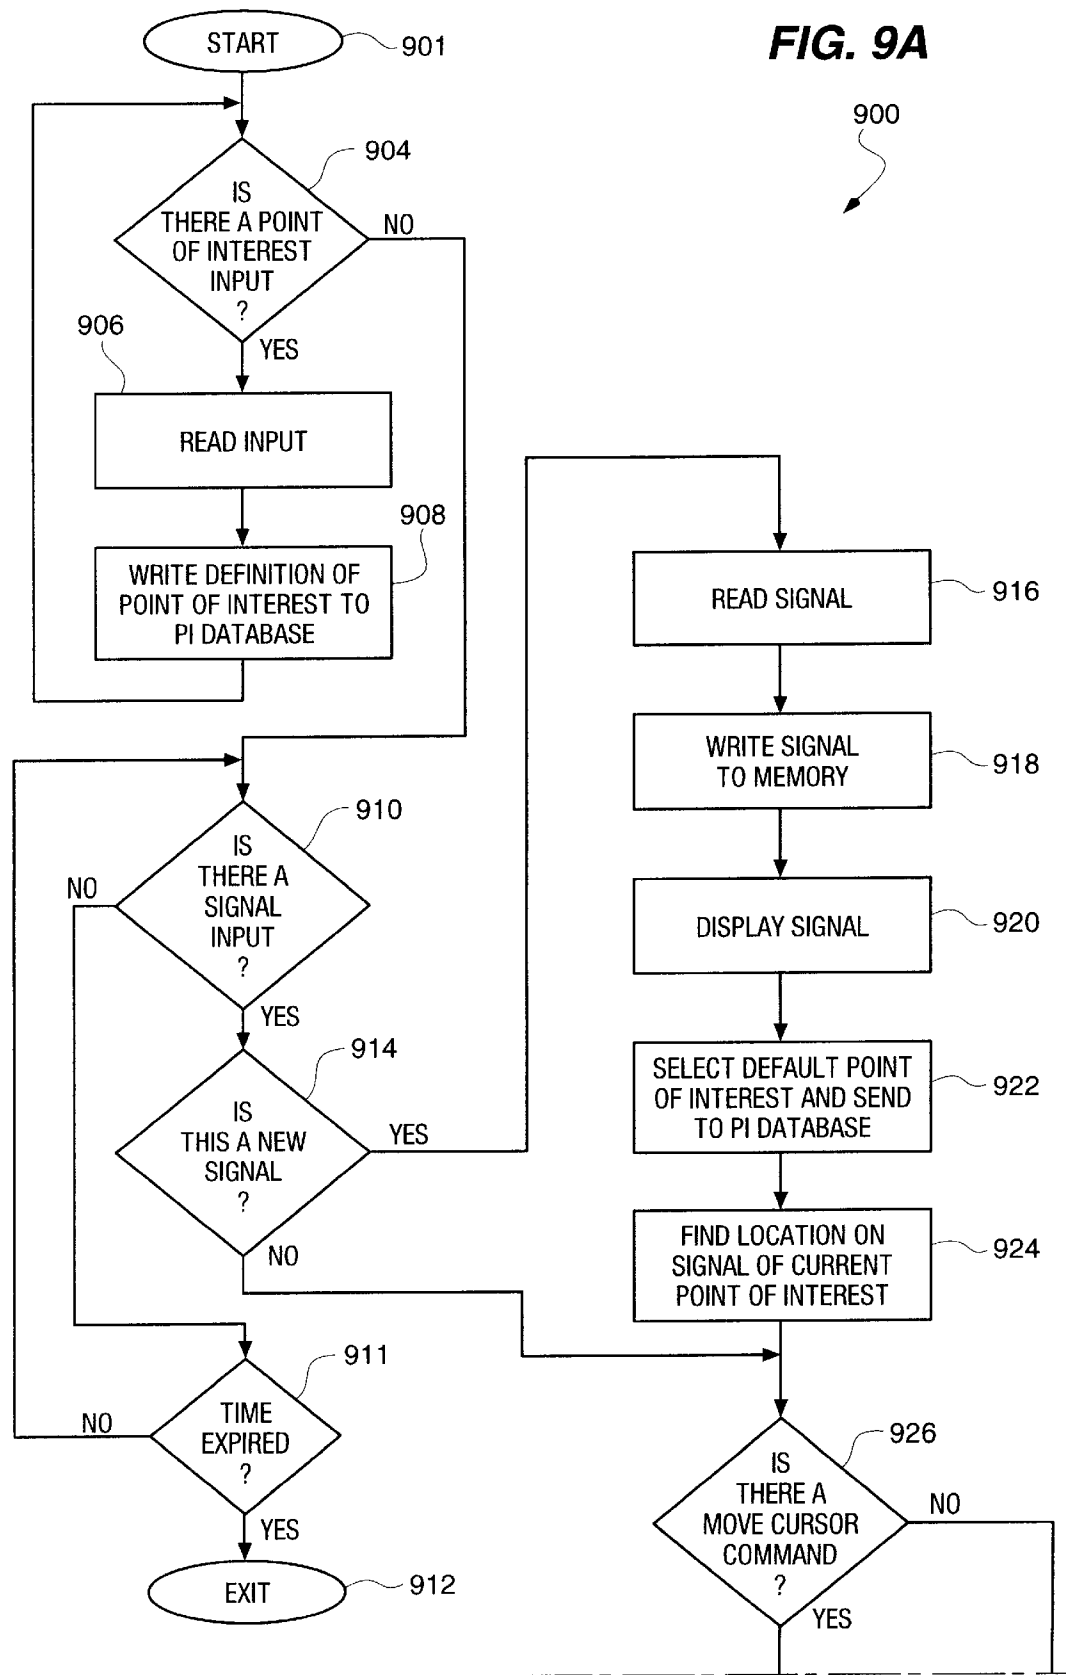 FIG. 9A
900
START
901
904
IS
THERE A POINT
OF INTEREST
INPUT
?
NO
YES
906
READ INPUT
908
WRITE DEFINITION OF
POINT OF INTEREST TO
PI DATABASE
910
IS
THERE A
SIGNAL
INPUT
?
NO
YES
914
IS
THIS A NEW
SIGNAL
?
YES
NO
911
TIME
EXPIRED
?
NO
YES
EXIT
912
READ SIGNAL
916
WRITE SIGNAL
TO MEMORY
918
DISPLAY SIGNAL
920
SELECT DEFAULT POINT
OF INTEREST AND SEND
TO PI DATABASE
922
FIND LOCATION ON
SIGNAL OF CURRENT
POINT OF INTEREST
924
926
IS
THERE A
MOVE CURSOR
COMMAND
?
NO
YES